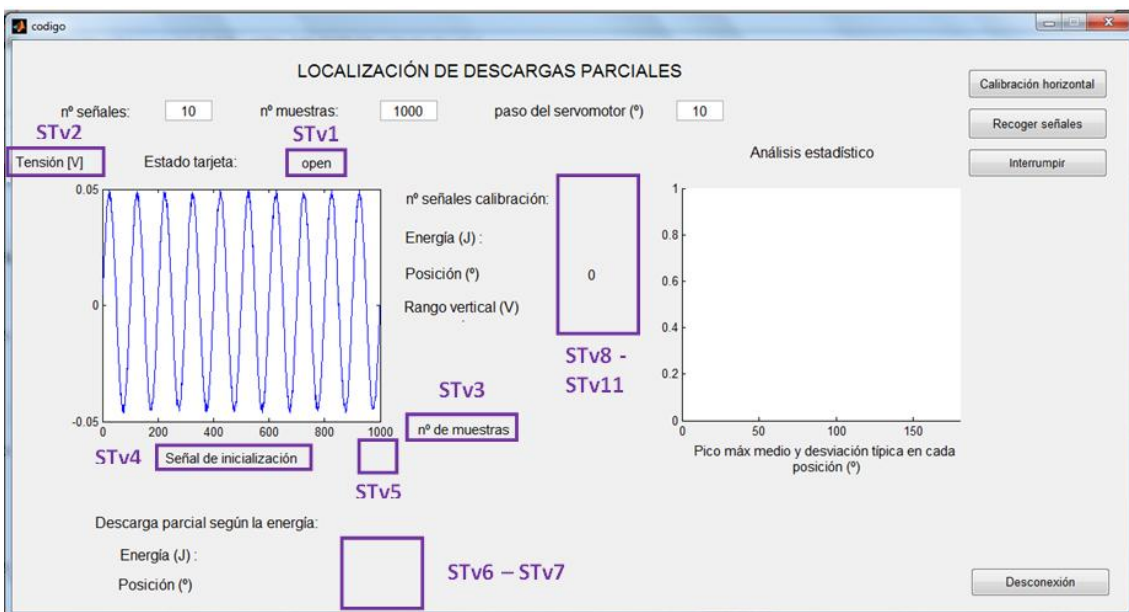 codigo
LOCALIZACIÓN DE DESCARGAS PARCIALES
nº señales: 10 nº muestras: 1000 paso del servomotor (º) 10
Calibración horizontal
Recoger señales
Interrumpir
STv2 STv1
Tensión [V] Estado tarjeta: open
Análisis estadístico
0.05
0
-0.05
0 200 400 600 800 1000
nº señales calibración:
Energía (J) :
Posición (º) 0
Rango vertical (V)
STv8 -
STv11
STv3
nº de muestras
1
0.8
0.6
0.4
0.2
0
0 50 100 150
Pico máx medio y desviación típica en cada
posición (º)
STv4 Señal de inicialización
STv5
Descarga parcial según la energía:
Energía (J) :
Posición (º)
STv6 – STv7
Desconexión